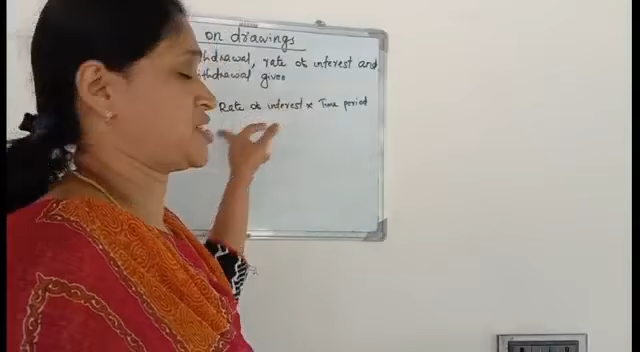 on drawings
hdrawal, rate of interest and
ithdrawal given
Rate of interest x Time period